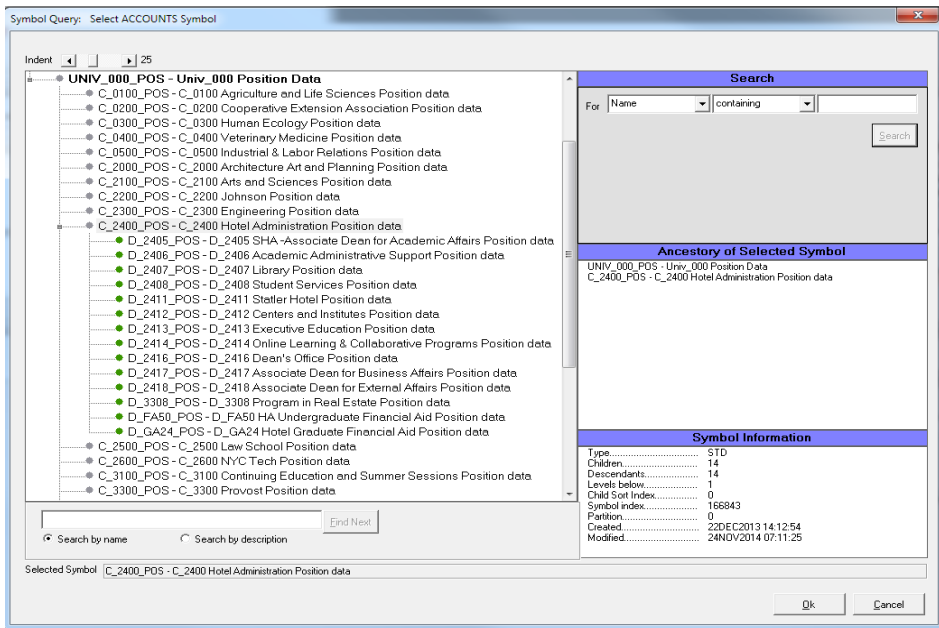 Symbol Query: Select ACCOUNTS Symbol
Indent 25
UNIV_000_POS - Univ_000 Position Data
C_0100_POS - C_0100 Agriculture and Life Sciences Position data
C_0200_POS - C_0200 Cooperative Extension Association Position data
C_0300_POS - C_0300 Human Ecology Position data
C_0400_POS - C_0400 Veterinary Medicine Position data
C_0500_POS - C_0500 Industrial & Labor Relations Position data
C_2000_POS - C_2000 Architecture Art and Planning Position data
C_2100_POS - C_2100 Arts and Sciences Position data
C_2200_POS - C_2200 Johnson Position data
C_2300_POS - C_2300 Engineering Position data
C_2400_POS - C_2400 Hotel Administration Position data
D_2405_POS - D_2405 SHA -Associate Dean for Academic Affairs Position data
D_2406_POS - D_2406 Academic Administrative Support Position data
D_2407_POS - D_2407 Library Position data
D_2408_POS - D_2408 Student Services Position data
D_2411_POS - D_2411 Statler Hotel Position data
D_2412_POS - D_2412 Centers and Institutes Position data
D_2413_POS - D_2413 Executive Education Position data
D_2414_POS - D_2414 Online Learning & Collaborative Programs Position data
D_2416_POS - D_2416 Dean's Office Position data
D_2417_POS - D_2417 Associate Dean for Business Affairs Position data
D_2418_POS - D_2418 Associate Dean for External Affairs Position data
D_3308_POS - D_3308 Program in Real Estate Position data
D_FA50_POS - D_FA50 HA Undergraduate Financial Aid Position data
D_GA24_POS - D_GA24 Hotel Graduate Financial Aid Position data
C_2500_POS - C_2500 Law School Position data
C_2600_POS - C_2600 NYC Tech Position data
C_3100_POS - C_3100 Continuing Education and Summer Sessions Position data
C_3300_POS - C_3300 Provost Position data
Find Next
Search by name Search by description
Search
For Name containing
Search
Ancestory of Selected Symbol
UNIV_000_POS - Univ_000 Position Data
C_2400_POS - C_2400 Hotel Administration Position data
Symbol Information
Type............................... STD
Children........................... 14
Descendants.................... 14
Levels below..................... 1
Child Sort Index................. 0
Symbol index..................... 166843
Partition............................ 0
Created............................. 22DEC2013 14:12:54
Modified............................ 24NOV2014 07:11:25
Selected Symbol C_2400_POS - C_2400 Hotel Administration Position data
Ok Cancel